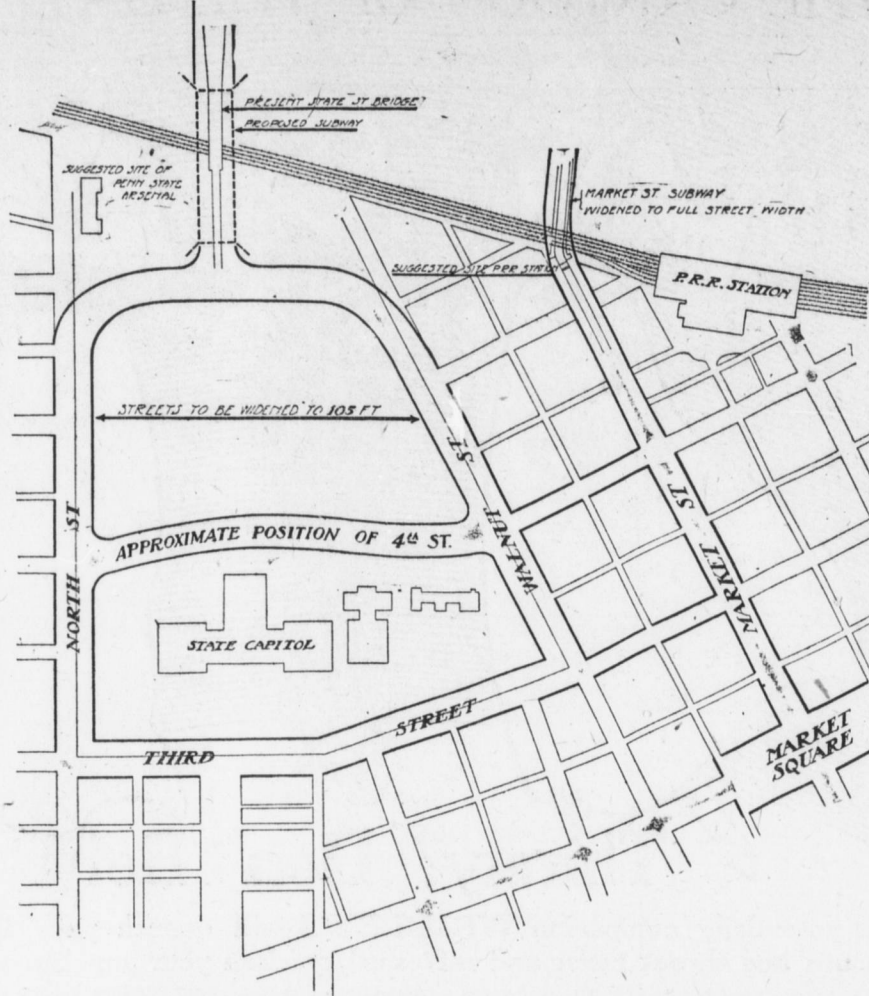 PRESENT STATE ST BRIDGE
PROPOSED SUBWAY
SUGGESTED SITE OF
PENN STATE
ARSENAL
MARKET ST. SUBWAY
WIDENED TO FULL STREET WIDTH
SUGGESTED SITE P.R.R. STATION
P.R.R. STATION
STREETS TO BE WIDENED TO 105 FT
NORTH ST
APPROXIMATE POSITION OF 4TH ST.
WALNUT ST
MARKET ST
STATE CAPITOL
THIRD STREET
MARKET
SQUARE